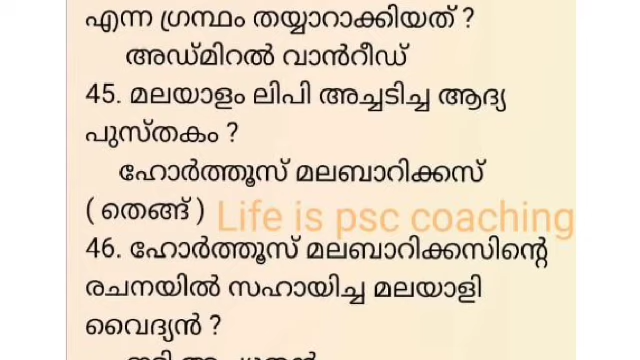 എന്ന ഗ്രന്ഥം തയ്യാറാക്കിയത് ?
അഡ്മിറൽ വാൻറീഡ്
45. മലയാളം ലിപി അച്ചടിച്ച ആദ്യ
പുസ്തകം ?
ഹോർത്തൂസ് മലബാറിക്കസ്
( തെങ്ങ് ) Life is psc coaching
46. ഹോർത്തൂസ് മലബാറിക്കസിന്റെ
രചനയിൽ സഹായിച്ച മലയാളി
വൈദ്യൻ ?